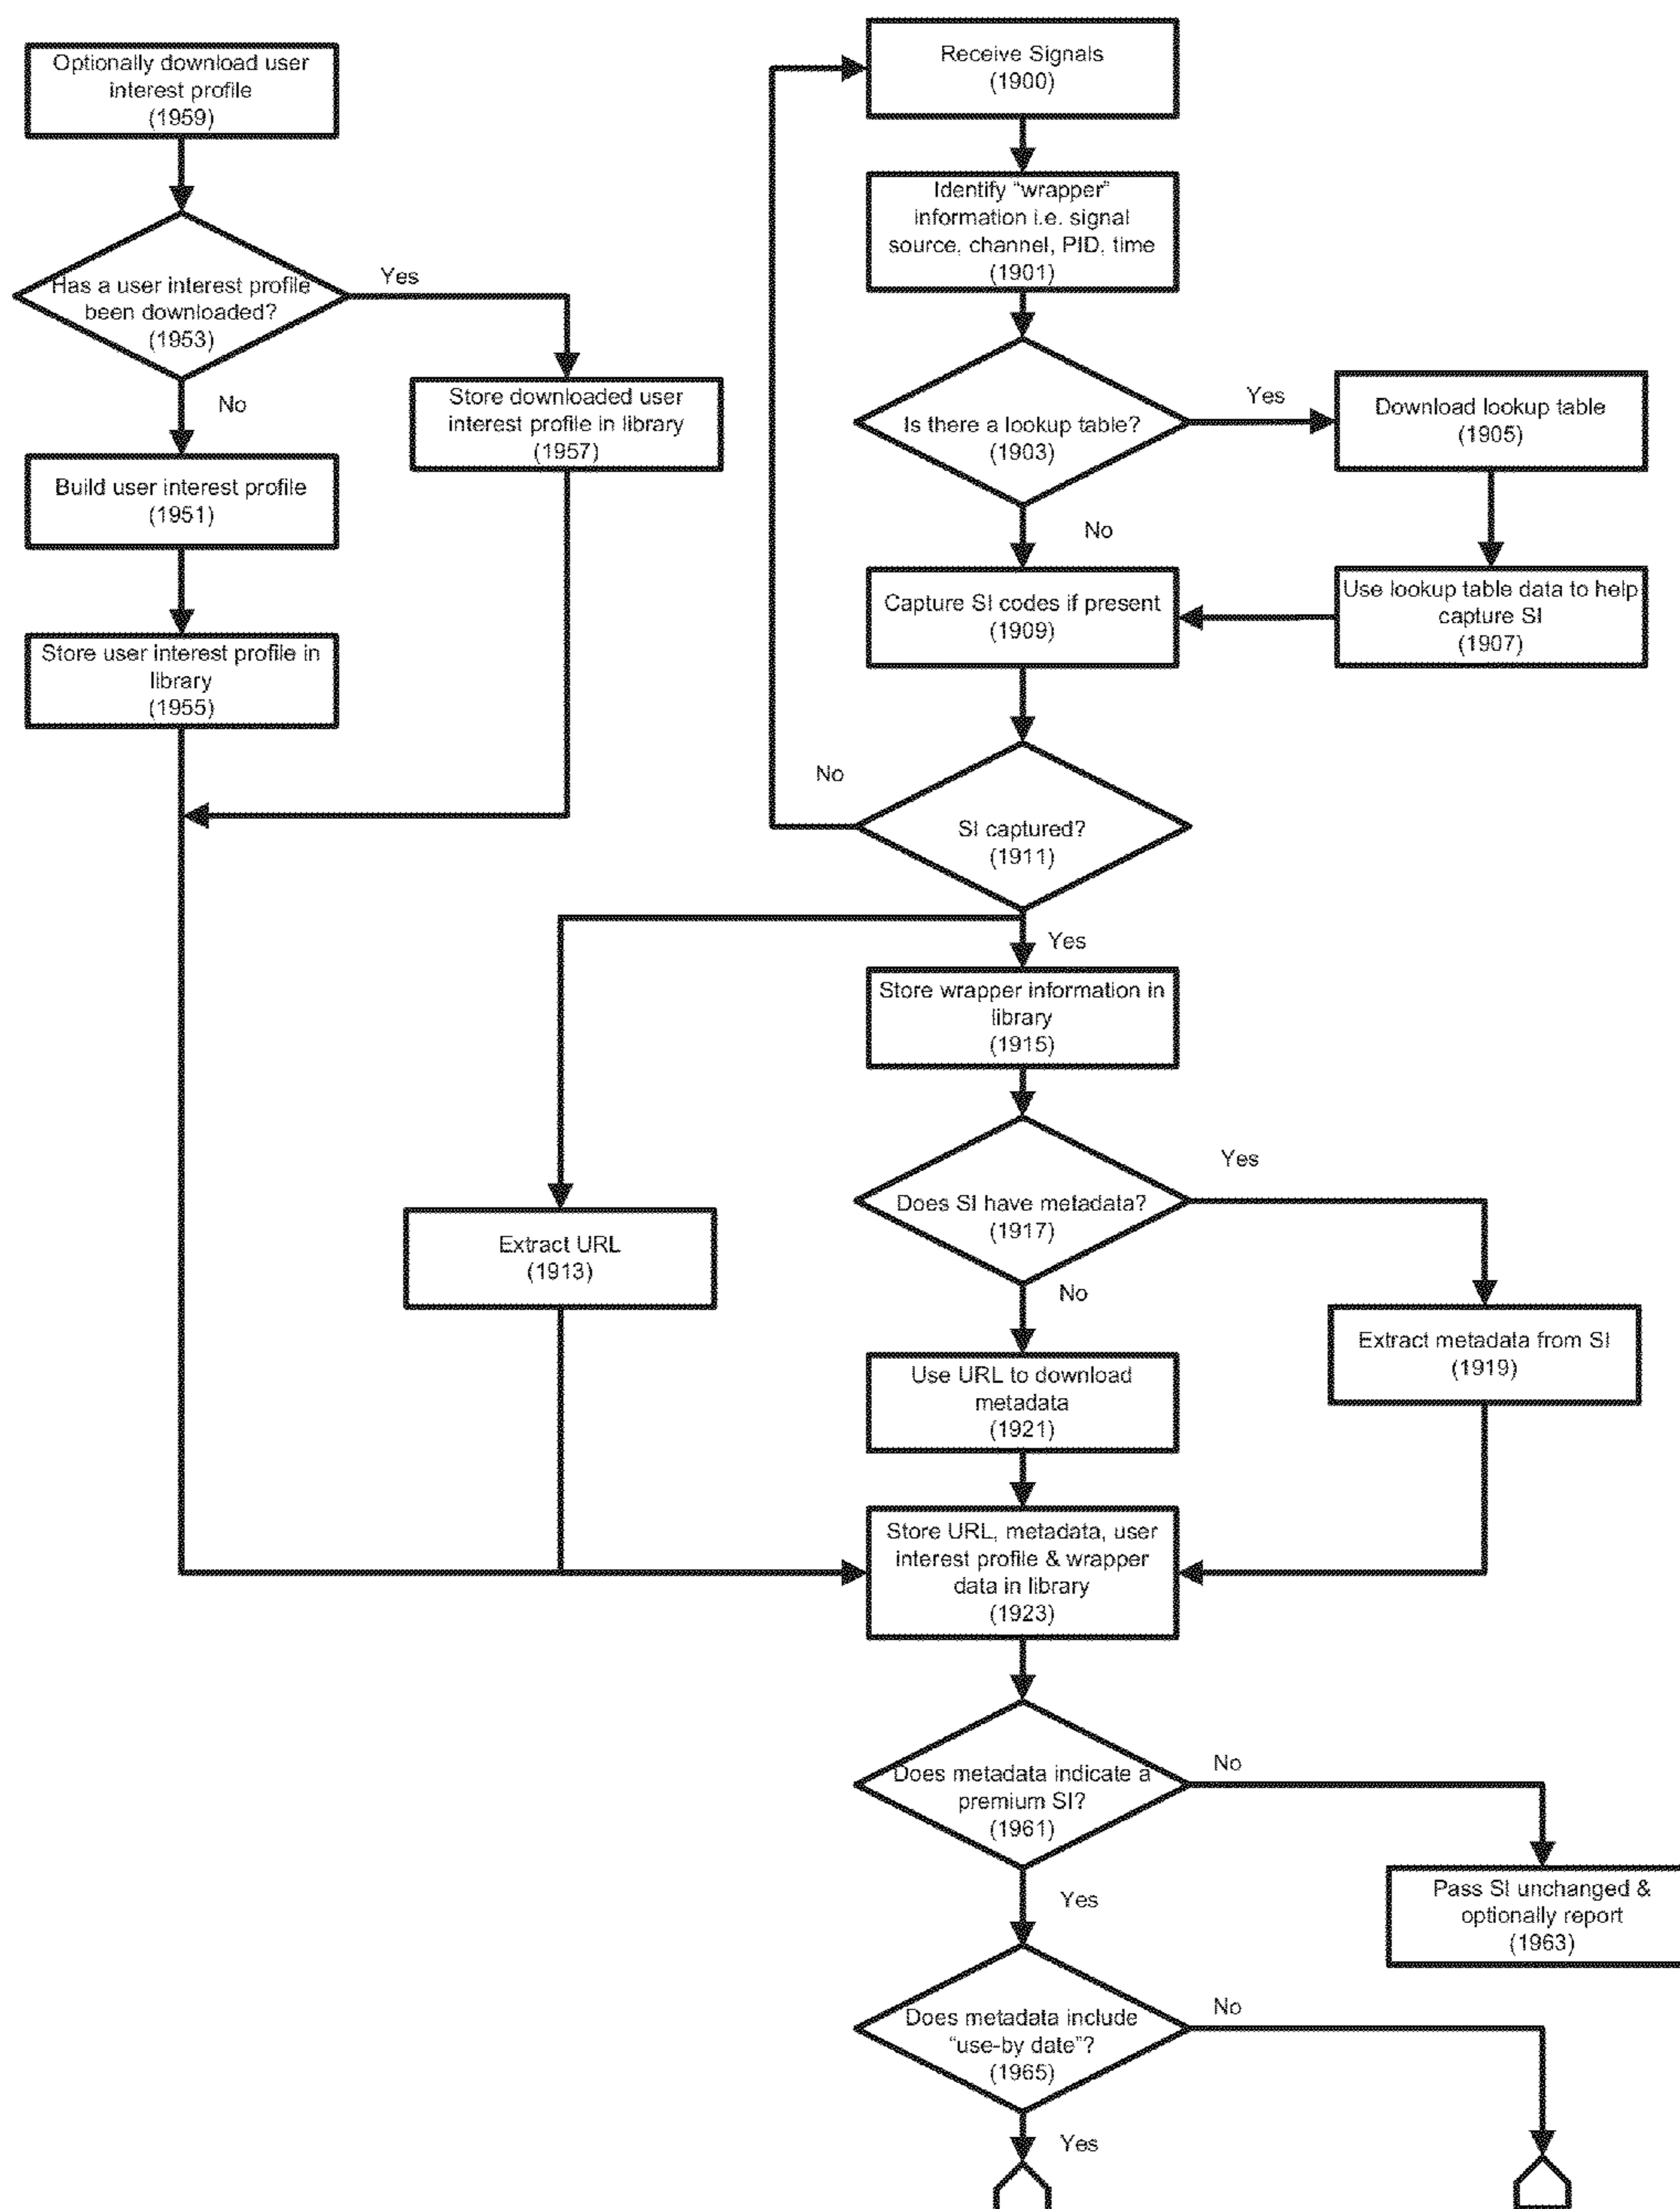 Optionally download user
interest profile
(1959)
Has a user interest profile
been downloaded?
(1953)
Yes
No
Store downloaded user
interest profile in library
(1957)
Build user interest profile
(1951)
Store user interest profile in
library
(1955)
Receive Signals
(1900)
Identify “wrapper”
information i.e. signal
source, channel, PID, time
(1901)
Is there a lookup table?
(1903)
Yes
Download lookup table
(1905)
No
Use lookup table data to help
capture SI
(1907)
Capture SI codes if present
(1909)
No
SI captured?
(1911)
Yes
Store wrapper information in
library
(1915)
Extract URL
(1913)
Does SI have metadata?
(1917)
Yes
No
Extract metadata from SI
(1919)
Use URL to download
metadata
(1921)
Store URL, metadata, user
interest profile & wrapper
data in library
(1923)
Does metadata indicate a
premium SI?
(1961)
No
Yes
Pass SI unchanged &
optionally report
(1963)
Does metadata include
“use-by date”?
(1965)
No
Yes